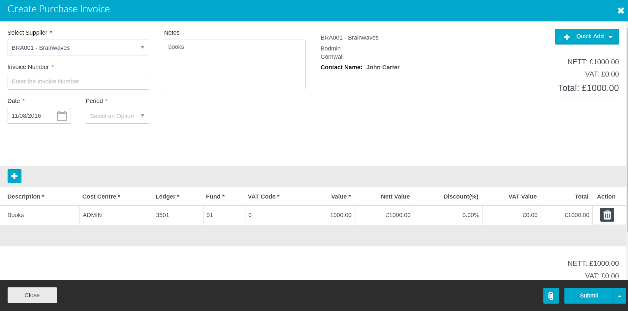 Create Purchase Invoice
Select Supplier *
BRA001 - Brainwaves
Notes
books
BRA001 - Brainwaves
Bodmin
Cornwall
Contact Name: John Carter
Quick Add
NETT: £1000.00
VAT: £0.00
Total: £1000.00
Invoice Number *
Enter the Invoice Number
Date *
Period *
11/08/2016
Select an Option
Description * Cost Centre * Ledger * Fund * VAT Code * Value * Nett Value Discount(%) VAT Value Total Action
Books ADMIN 3501 01 0 1000.00 £1000.00 0.00% £0.00 £1000.00
NETT: £1000.00
VAT: £0.00
Close
Submit